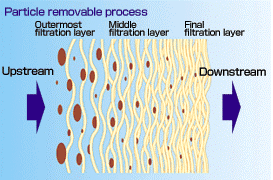 Particle removable process
Outermost filtration layer
Middle filtration layer
Final filtration layer
Upstream
Downstream